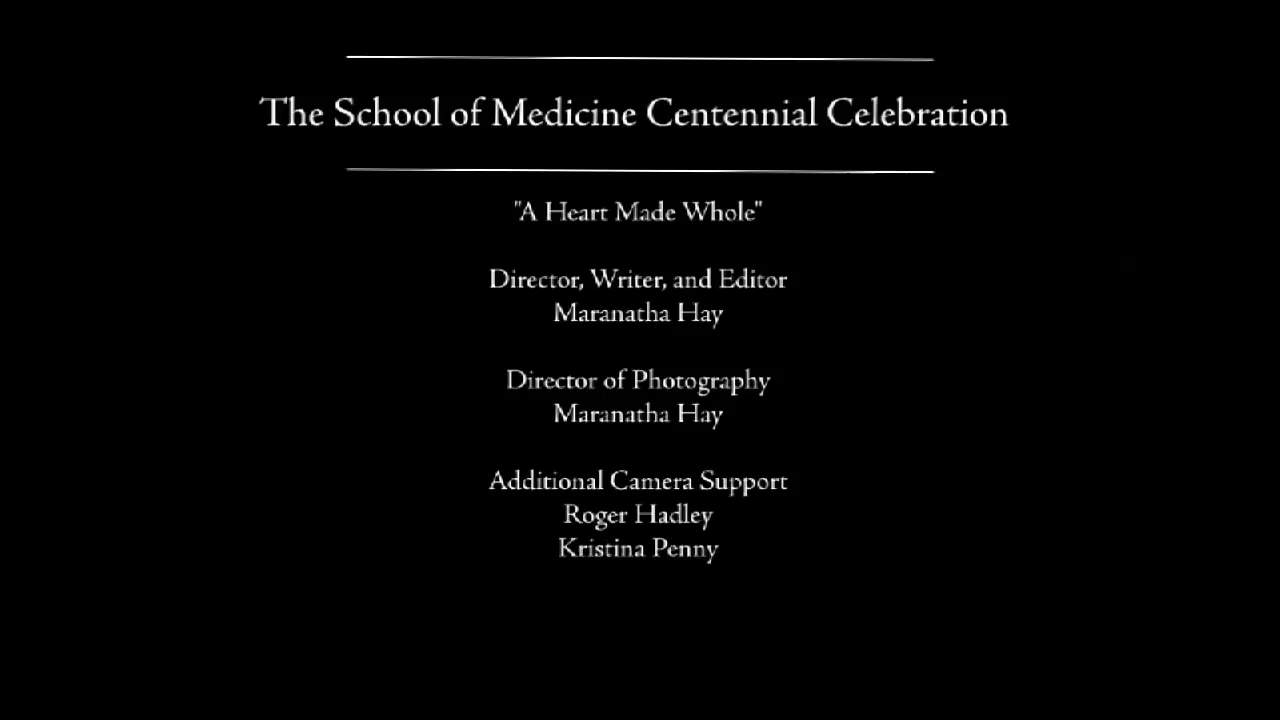 The School of Medicine Centennial Celebration
"A Heart Made Whole"
Director, Writer, and Editor
Maranatha Hay
Director of Photography
Maranatha Hay
Additional Camera Support
Roger Hadley
Kristina Penny